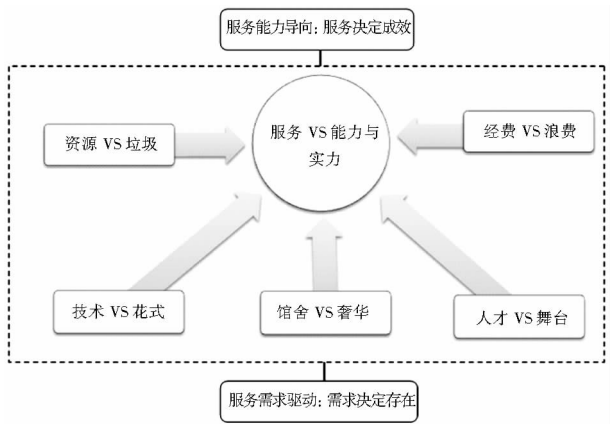 服务能力导向：服务决定成效
资源 VS 垃圾
服务 VS 能力与
实力
经费 VS 浪费
技术 VS 花式
馆舍 VS 奢华
人才 VS 舞台
服务需求驱动：需求决定存在